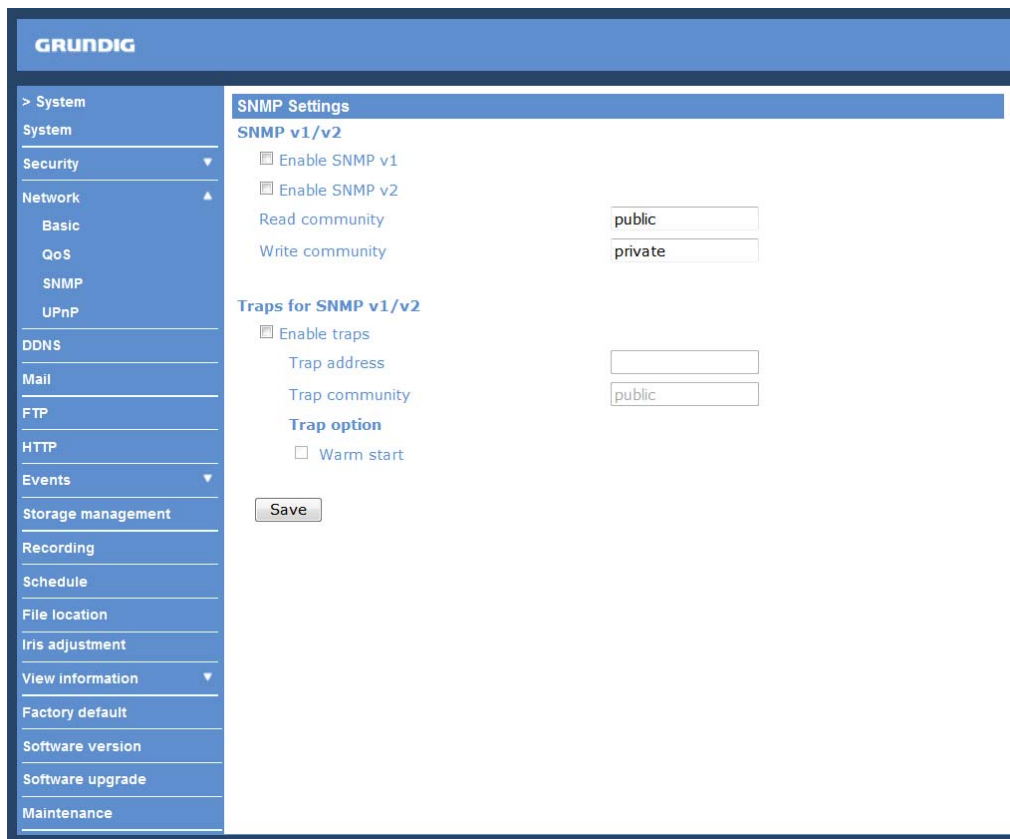 GRUNDIG
> System
System
Security
Network
Basic
QoS
SNMP
UPnP
DDNS
Mail
FTP
HTTP
Events
Storage management
Recording
Schedule
File location
Iris adjustment
View information
Factory default
Software version
Software upgrade
Maintenance
SNMP Settings
SNMP v1/v2
Enable SNMP v1
Enable SNMP v2
Read community public
Write community private
Traps for SNMP v1/v2
Enable traps
Trap address
Trap community public
Trap option
Warm start
Save